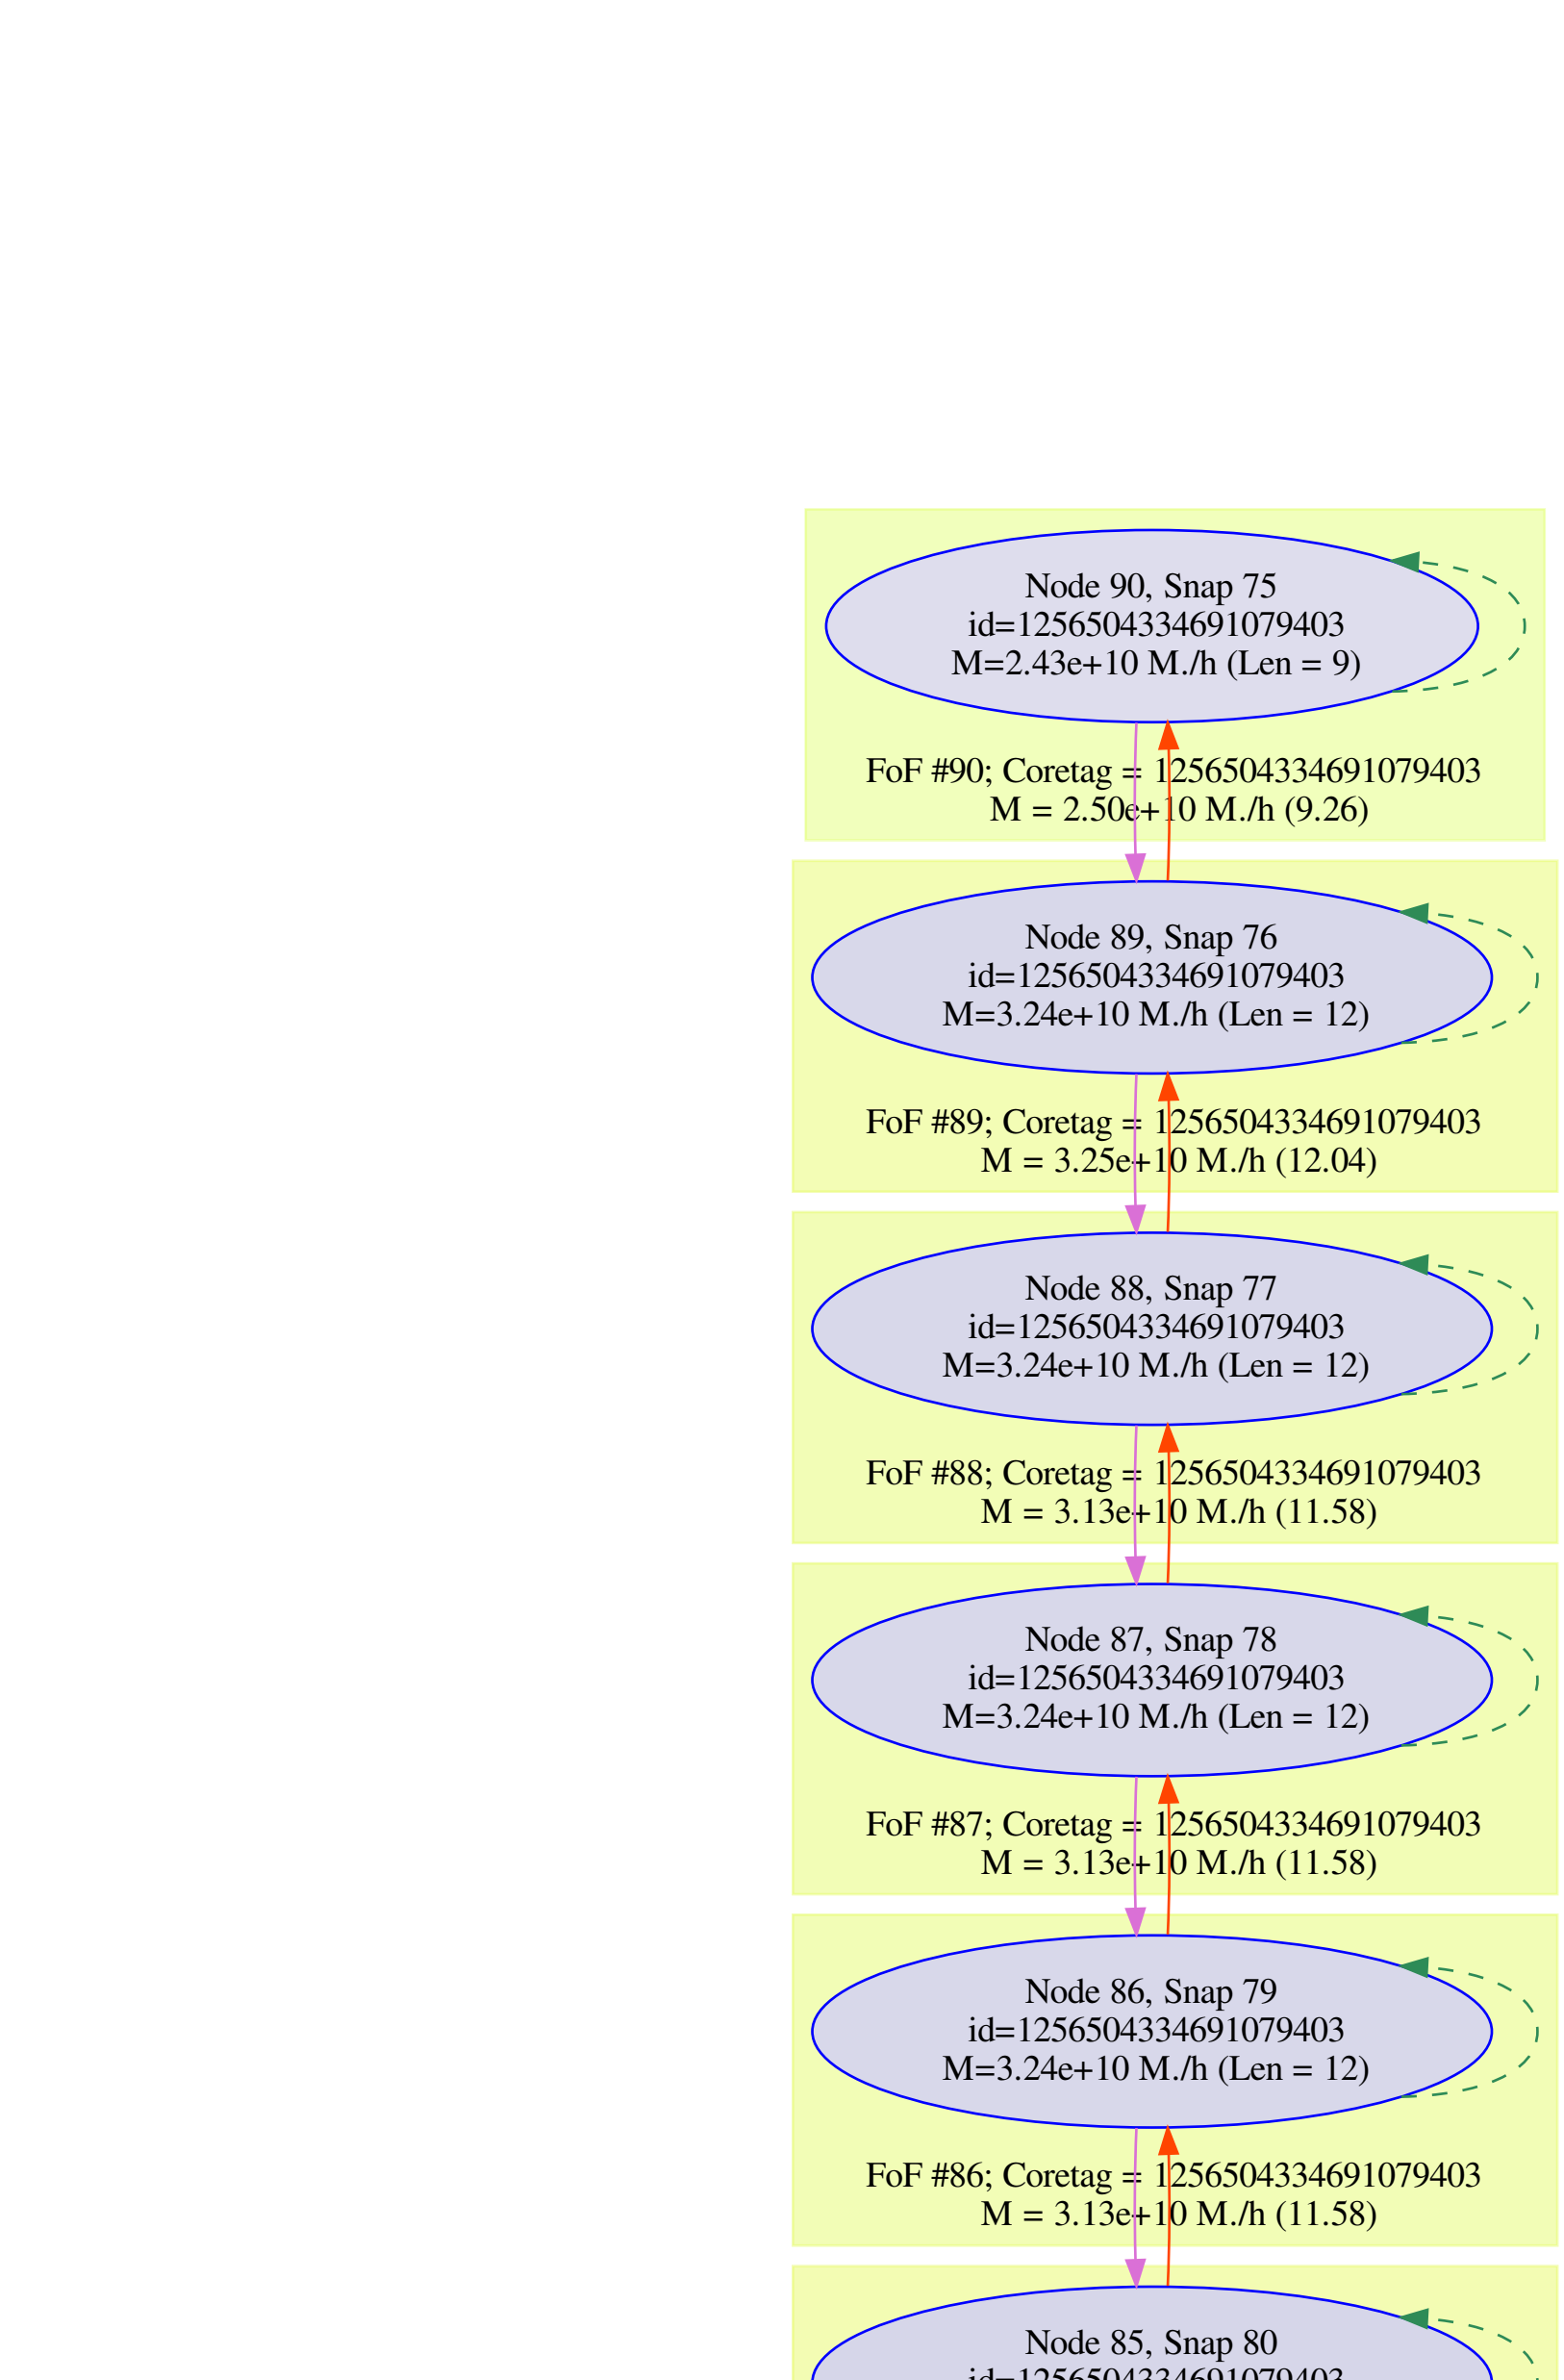 Node 90, Snap 75
id=1256504334691079403
M=2.43e+10 M./h (Len = 9)
FoF #90; Coretag = 1256504334691079403
M = 2.50e+10 M./h (9.26)
Node 89, Snap 76
id=1256504334691079403
M=3.24e+10 M./h (Len = 12)
FoF #89; Coretag = 1256504334691079403
M = 3.25e+10 M./h (12.04)
Node 88, Snap 77
id=1256504334691079403
M=3.24e+10 M./h (Len = 12)
FoF #88; Coretag = 1256504334691079403
M = 3.13e+10 M./h (11.58)
Node 87, Snap 78
id=1256504334691079403
M=3.24e+10 M./h (Len = 12)
FoF #87; Coretag = 1256504334691079403
M = 3.13e+10 M./h (11.58)
Node 86, Snap 79
id=1256504334691079403
M=3.24e+10 M./h (Len = 12)
FoF #86; Coretag = 1256504334691079403
M = 3.13e+10 M./h (11.58)
Node 85, Snap 80